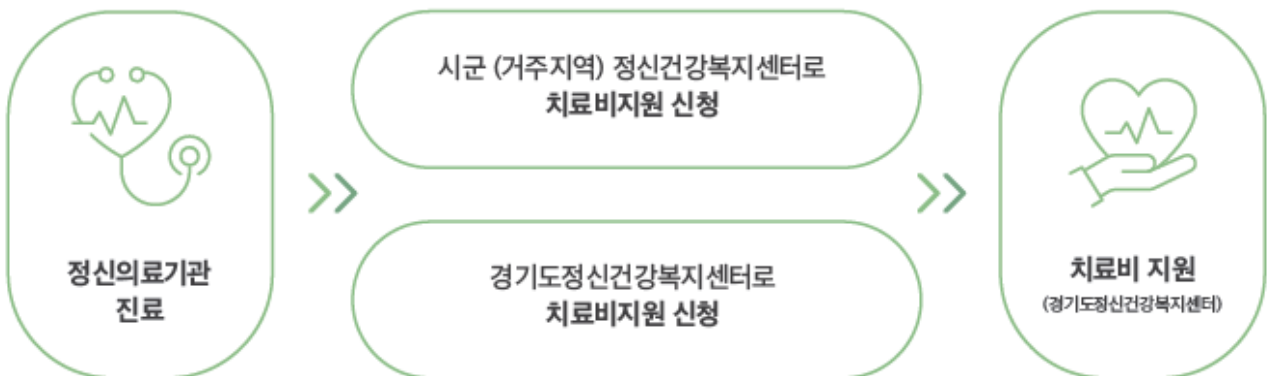 정신의료기관
진료
시군 (거주지역) 정신건강복지센터로
치료비지원 신청
경기도정신건강복지센터로
치료비지원 신청
치료비 지원
(경기도정신건강복지센터)